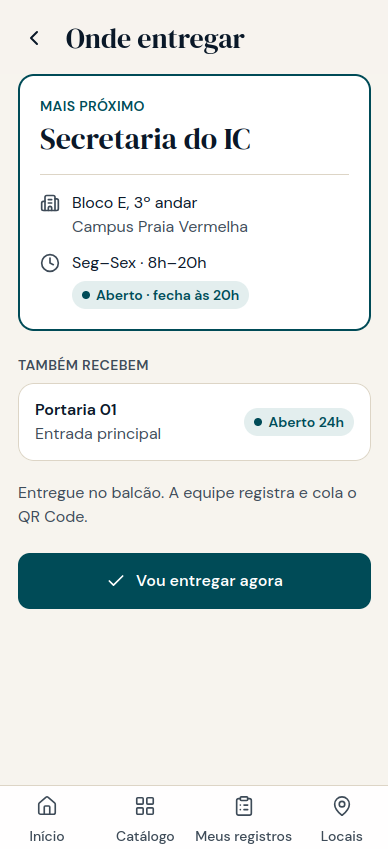 Onde entregar
MAIS PRÓXIMO
Secretaria do IC
Bloco E, 3º andar
Campus Praia Vermelha
Seg–Sex · 8h–20h
Aberto · fecha às 20h
TAMBÉM RECEBEM
Portaria 01
Entrada principal
Aberto 24h
Entregue no balcão. A equipe registra e cola o
QR Code.
Vou entregar agora
Início
Catálogo
Meus registros
Locais